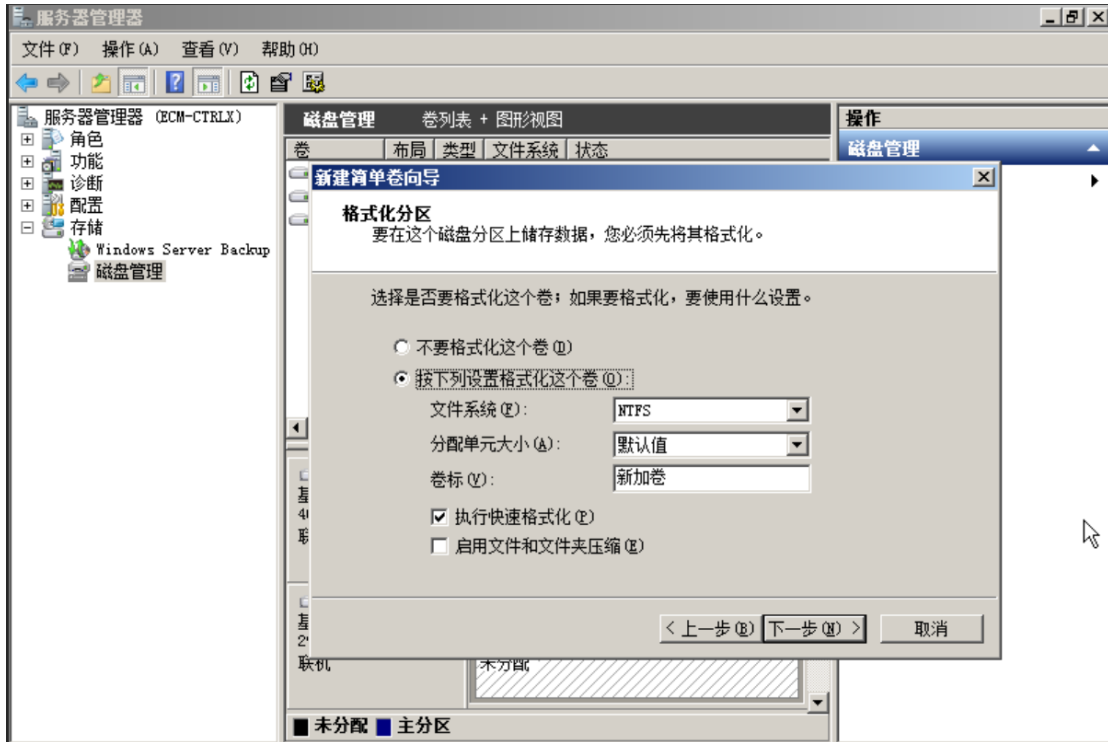 服务器管理器
文件(F) 操作(A) 查看(V) 帮助(H)
服务器管理器 (ECM-CTRLX)
角色
功能
诊断
配置
存储
Windows Server Backup
磁盘管理
磁盘管理 卷列表 + 图形视图
卷 布局 类型 文件系统 状态
操作
磁盘管理
新建简单卷向导
格式化分区
要在这个磁盘分区上储存数据，您必须先将其格式化。
选择是否要格式化这个卷；如果要格式化，要使用什么设置。
不要格式化这个卷(D)
按下列设置格式化这个卷(O):
文件系统(F): NTFS
分配单元大小(A): 默认值
卷标(V): 新加卷
执行快速格式化(P)
启用文件和文件夹压缩(E)
< 上一步(B) 下一步(N) > 取消
联机
未分配
未分配 主分区